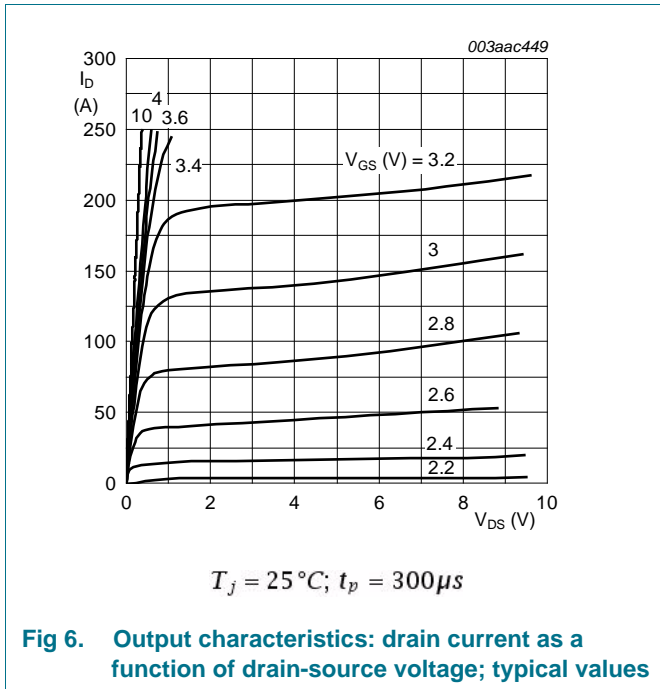 003aac449
300
I_D
(A)
4
10
3.6
250
3.4
V_GS (V) = 3.2
200
3
150
2.8
100
2.6
50
2.4
2.2
0
0
2
4
6
8
10
V_DS (V)
T_j = 25°C; t_p = 300μs
Fig 6. Output characteristics: drain current as a
function of drain-source voltage; typical values